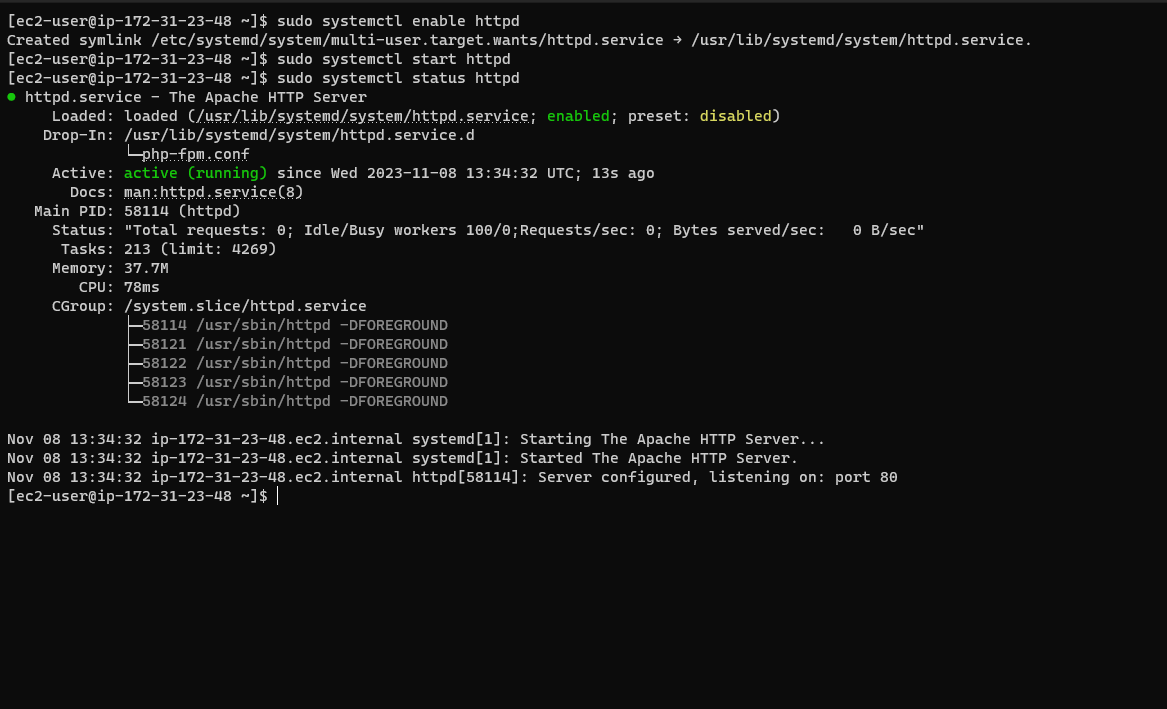 [ec2-user@ip-172-31-23-48 ~]$ sudo systemctl enable httpd
Created symlink /etc/systemd/system/multi-user.target.wants/httpd.service → /usr/lib/systemd/system/httpd.service.
[ec2-user@ip-172-31-23-48 ~]$ sudo systemctl start httpd
[ec2-user@ip-172-31-23-48 ~]$ sudo systemctl status httpd
● httpd.service - The Apache HTTP Server
     Loaded: loaded (/usr/lib/systemd/system/httpd.service; enabled; preset: disabled)
    Drop-In: /usr/lib/systemd/system/httpd.service.d
             └─php-fpm.conf
     Active: active (running) since Wed 2023-11-08 13:34:32 UTC; 13s ago
       Docs: man:httpd.service(8)
   Main PID: 58114 (httpd)
     Status: "Total requests: 0; Idle/Busy workers 100/0;Requests/sec: 0; Bytes served/sec:   0 B/sec"
      Tasks: 213 (limit: 4269)
     Memory: 37.7M
        CPU: 78ms
     CGroup: /system.slice/httpd.service
             ├─58114 /usr/sbin/httpd -DFOREGROUND
             ├─58121 /usr/sbin/httpd -DFOREGROUND
             ├─58122 /usr/sbin/httpd -DFOREGROUND
             ├─58123 /usr/sbin/httpd -DFOREGROUND
             └─58124 /usr/sbin/httpd -DFOREGROUND

Nov 08 13:34:32 ip-172-31-23-48.ec2.internal systemd[1]: Starting The Apache HTTP Server...
Nov 08 13:34:32 ip-172-31-23-48.ec2.internal systemd[1]: Started The Apache HTTP Server.
Nov 08 13:34:32 ip-172-31-23-48.ec2.internal httpd[58114]: Server configured, listening on: port 80
[ec2-user@ip-172-31-23-48 ~]$